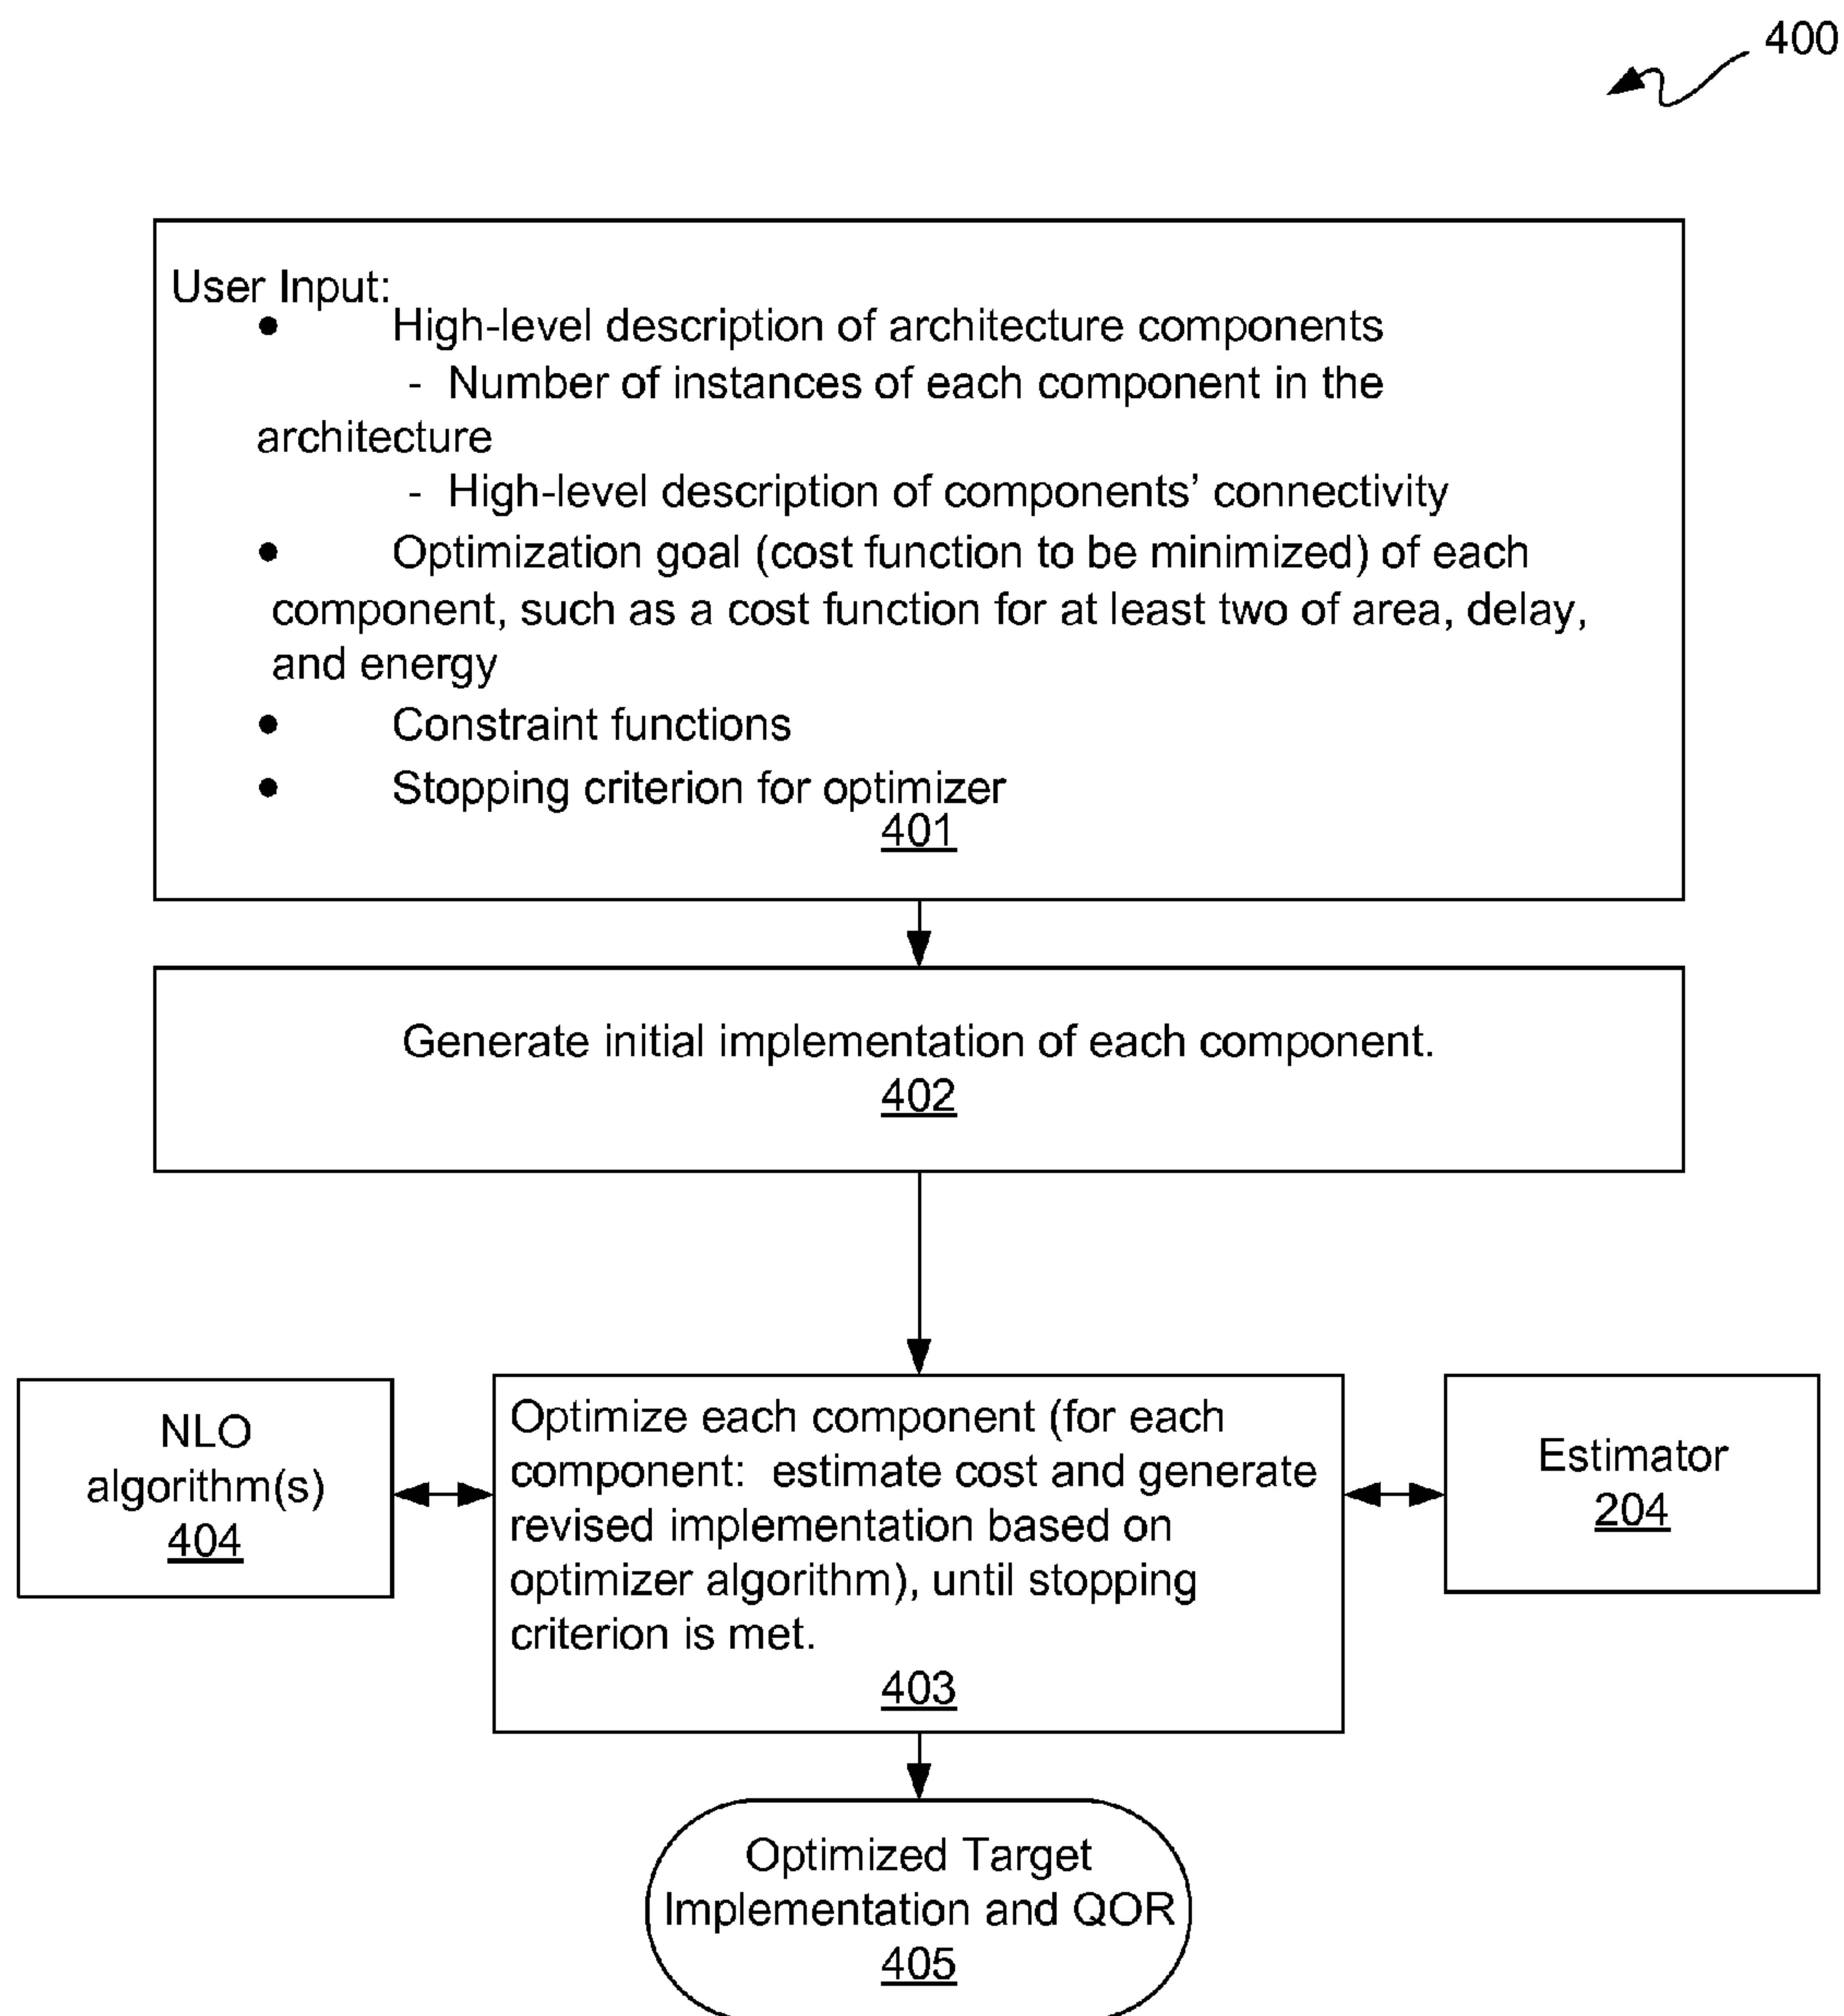 400
User Input:
● High-level description of architecture components
- Number of instances of each component in the
architecture
- High-level description of components' connectivity
● Optimization goal (cost function to be minimized) of each
component, such as a cost function for at least two of area, delay,
and energy
● Constraint functions
● Stopping criterion for optimizer
401
Generate initial implementation of each component.
402
NLO
algorithm(s)
404
Optimize each component (for each
component: estimate cost and generate
revised implementation based on
optimizer algorithm), until stopping
criterion is met.
403
Estimator
204
Optimized Target
Implementation and QOR
405